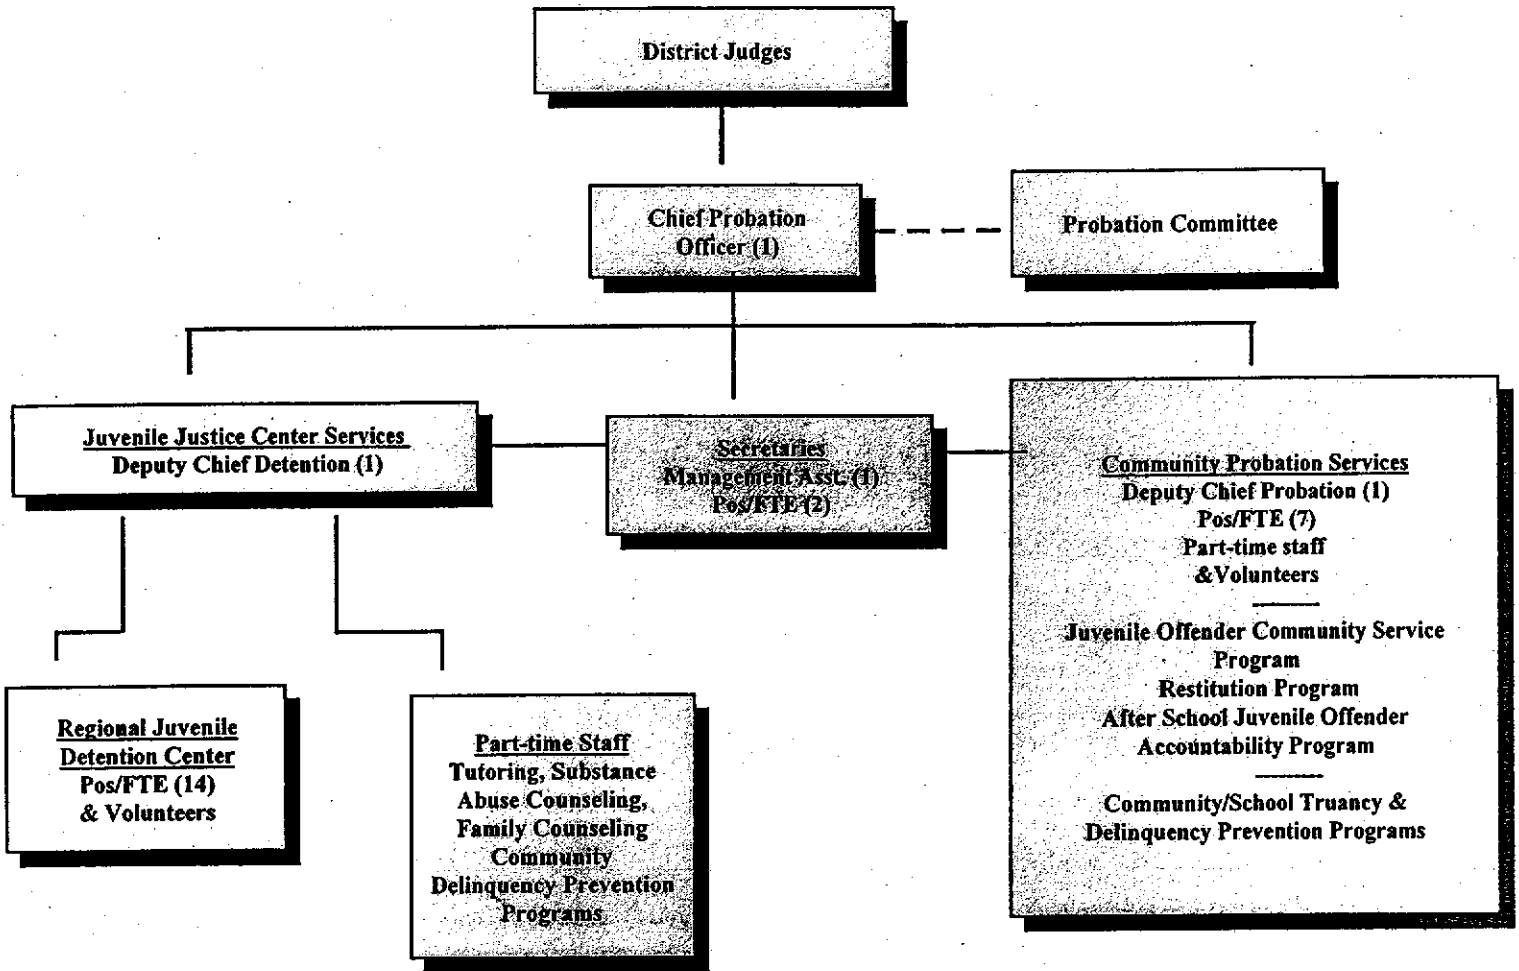 District Judges
Chief Probation
Officer (1)
Probation Committee
Juvenile Justice Center Services
Deputy Chief Detention (1)
Secretaries
Management Asst. (1)
Pos/FTE (2)
Community Probation Services
Deputy Chief Probation (1)
Pos/FTE (7)
Part-time staff
&Volunteers
Juvenile Offender Community Service
Program
Restitution Program
After School Juvenile Offender
Accountability Program
Community/School Truancy &
Delinquency Prevention Programs
Regional Juvenile
Detention Center
Pos/FTE (14)
& Volunteers
Part-time Staff
Tutoring, Substance
Abuse Counseling,
Family Counseling
Community
Delinquency Prevention
Programs